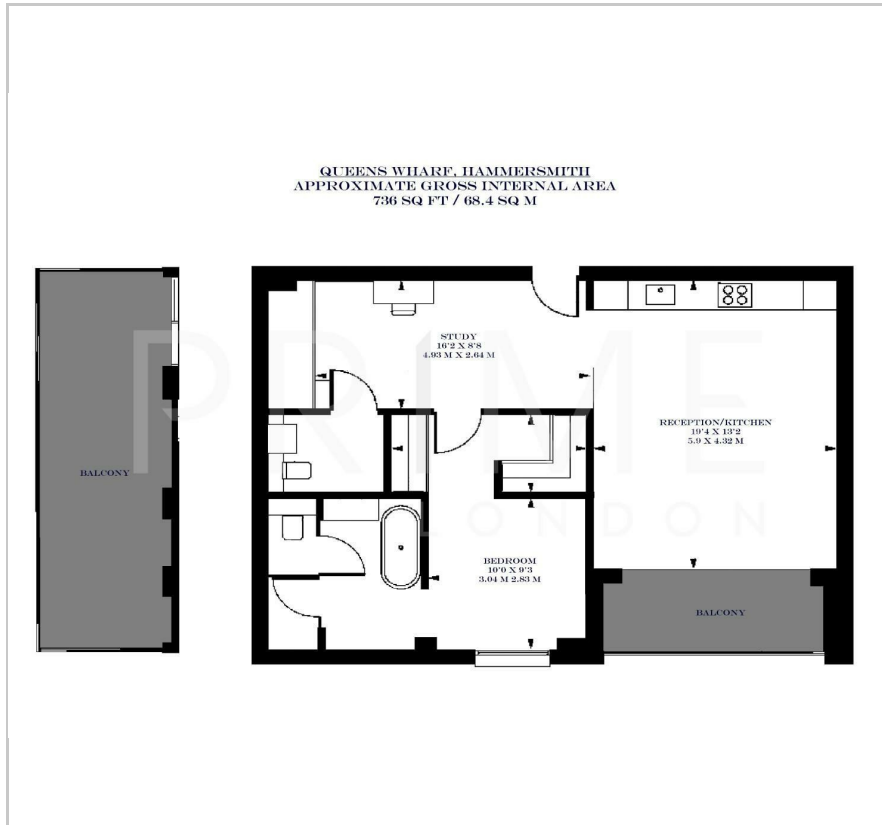 QUEENS WHARF, HAMMERSMITH
APPROXIMATE GROSS INTERNAL AREA
736 SQ FT / 68.4 SQ M
STUDY
16'2 X 8'8
4.93 M X 2.64 M
RECEPTION/KITCHEN
19'4 X 13'2
5.9 X 4.32 M
PRIME
LONDON
BALCONY
BEDROOM
10'0 X 9'3
3.04 M 2.83 M
BALCONY